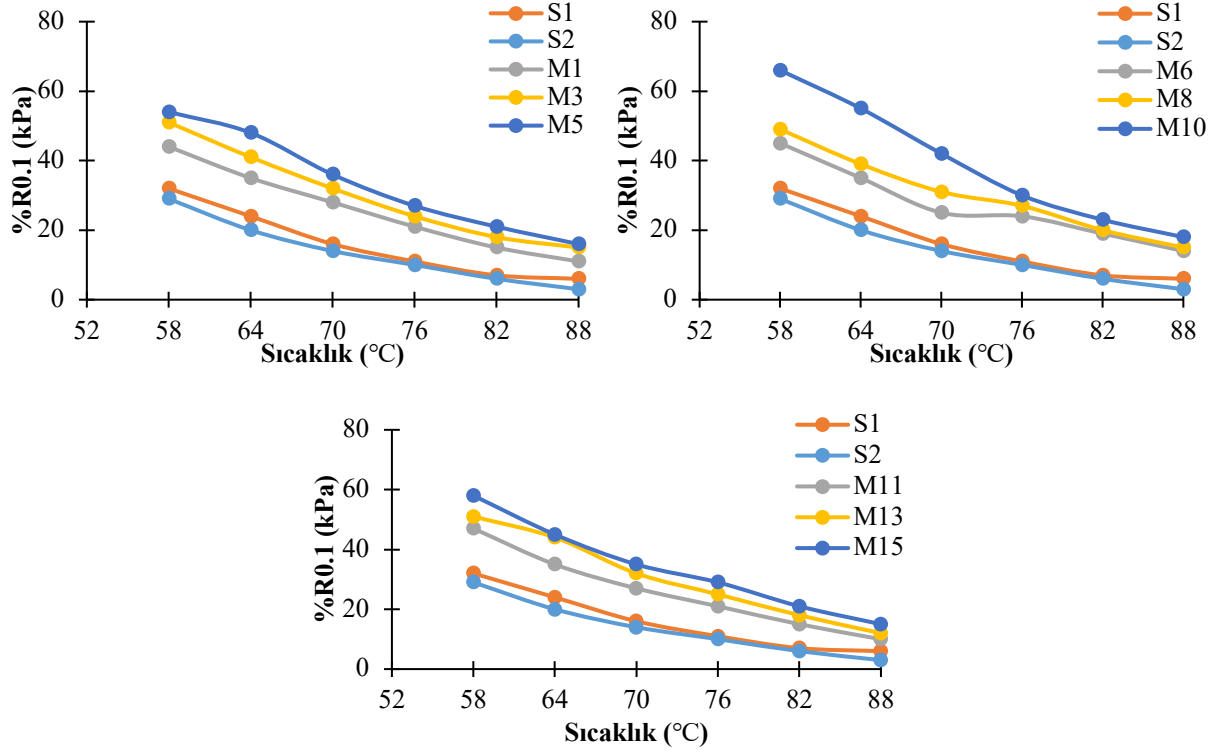 80
60
40
20
0
%R0.1 (kPa)
S1
S2
M1
M3
M5
52 58 64 70 76 82 88
Sıcaklık (℃)
80
60
40
20
0
%R0.1 (kPa)
S1
S2
M6
M8
M10
52 58 64 70 76 82 88
Sıcaklık (℃)
80
60
40
20
0
%R0.1 (kPa)
S1
S2
M11
M13
M15
52 58 64 70 76 82 88
Sıcaklık (℃)